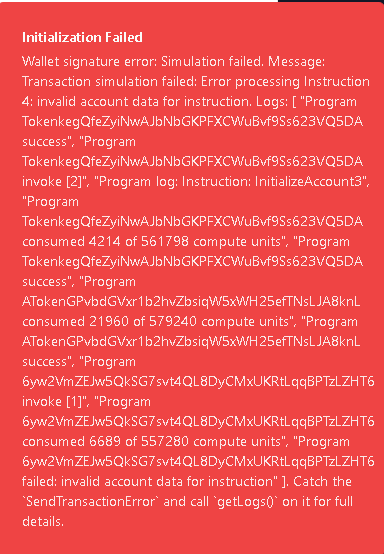 Initialization Failed
Wallet signature error: Simulation failed. Message:
Transaction simulation failed: Error processing Instruction
4: invalid account data for instruction. Logs: [ "Program
TokenkegQfeZyiNwAJbNbGKPFXCWuBvf9Ss623VQ5DA
success", "Program
TokenkegQfeZyiNwAJbNbGKPFXCWuBvf9Ss623VQ5DA
invoke [2]", "Program log: Instruction: InitializeAccount3",
"Program
TokenkegQfeZyiNwAJbNbGKPFXCWuBvf9Ss623VQ5DA
consumed 4214 of 561798 compute units", "Program
TokenkegQfeZyiNwAJbNbGKPFXCWuBvf9Ss623VQ5DA
success", "Program
ATokenGPvbdGVxr1b2hvZbsiqW5xWH25efTNsLJA8knL
consumed 21960 of 579240 compute units", "Program
ATokenGPvbdGVxr1b2hvZbsiqW5xWH25efTNsLJA8knL
success", "Program
6yw2VmZEJw5QkSG7svt4QL8DyCMxUKRtLqqBPTzLZHT6
invoke [1]", "Program
6yw2VmZEJw5QkSG7svt4QL8DyCMxUKRtLqqBPTzLZHT6
consumed 6689 of 557280 compute units", "Program
6yw2VmZEJw5QkSG7svt4QL8DyCMxUKRtLqqBPTzLZHT6
failed: invalid account data for instruction" ]. Catch the
`SendTransactionError` and call `getLogs()` on it for full
details.